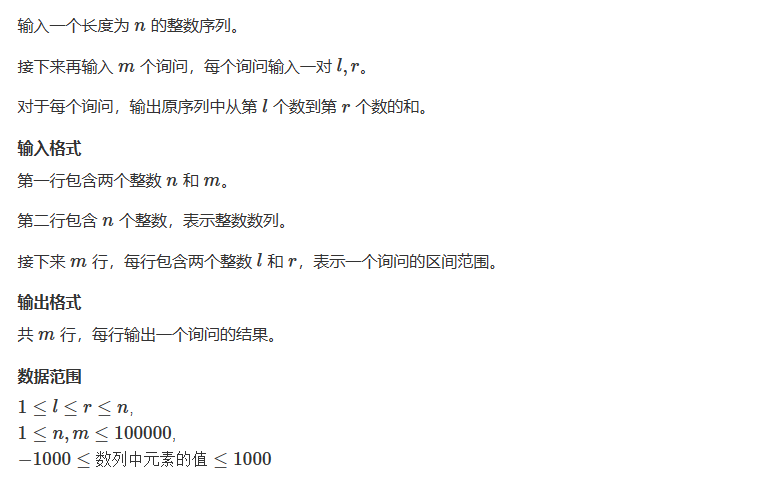 输入一个长度为 n 的整数序列。
接下来再输入 m 个询问，每个询问输入一对 l, r。
对于每个询问，输出原序列中从第 l 个数到第 r 个数的和。
输入格式
第一行包含两个整数 n 和 m。
第二行包含 n 个整数，表示整数数列。
接下来 m 行，每行包含两个整数 l 和 r，表示一个询问的区间范围。
输出格式
共 m 行，每行输出一个询问的结果。
数据范围
1 ≤ l ≤ r ≤ n,
1 ≤ n, m ≤ 100000,
−1000 ≤ 数列中元素的值 ≤ 1000